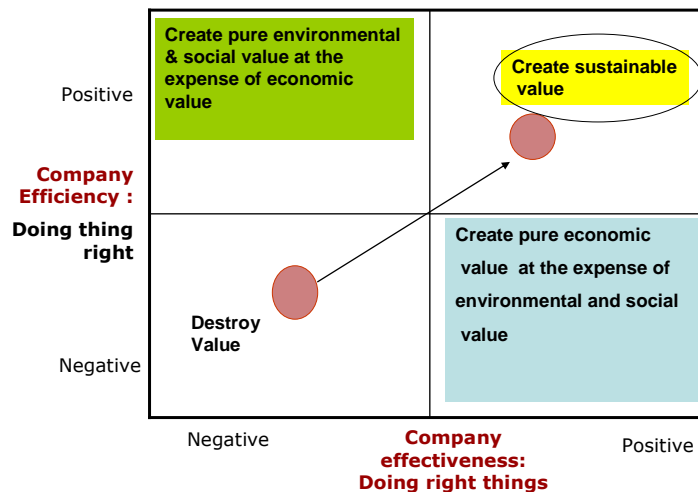 Create pure environmental
& social value at the
expense of economic
value
Create sustainable
value
Positive
Company
Efficiency :
Doing thing
right
Create pure economic
value at the expense of
environmental and social
value
Destroy
Value
Negative
Negative
Company
effectiveness:
Doing right things
Positive